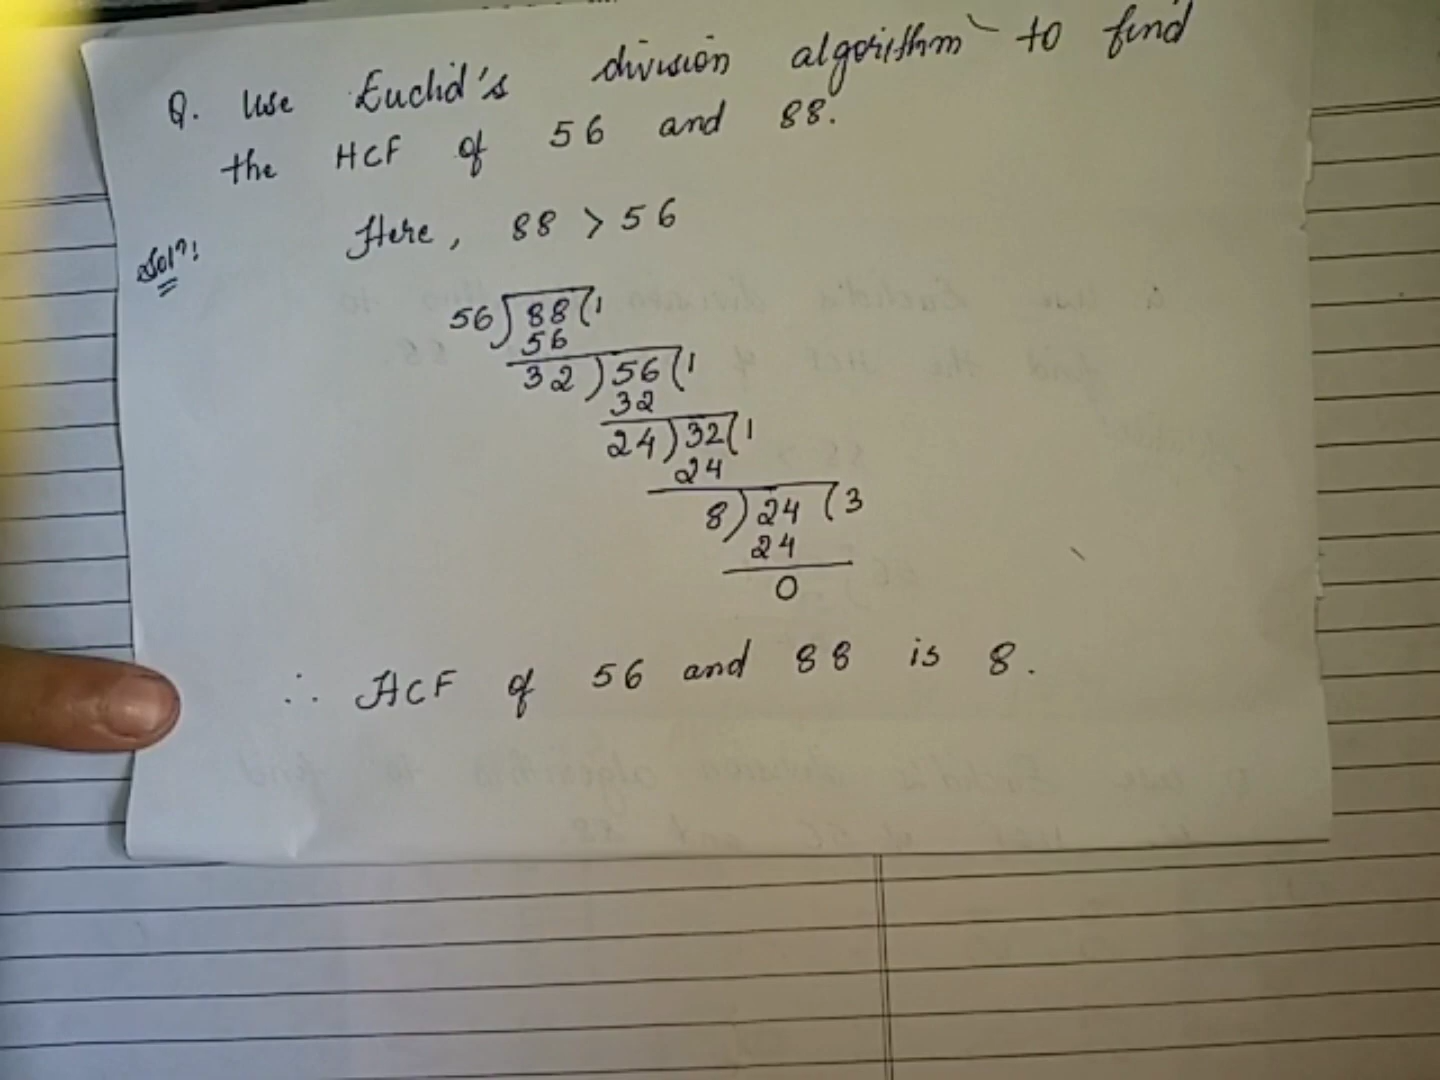 Q. Use Euclid's division algorithm to find
the HCF of 56 and 88.
Solⁿ:
Here, 88 > 56
56) 88 (1
56
32) 56 (1
32
24) 32 (1
24
8) 24 (3
24
0
∴ HCF of 56 and 88 is 8.